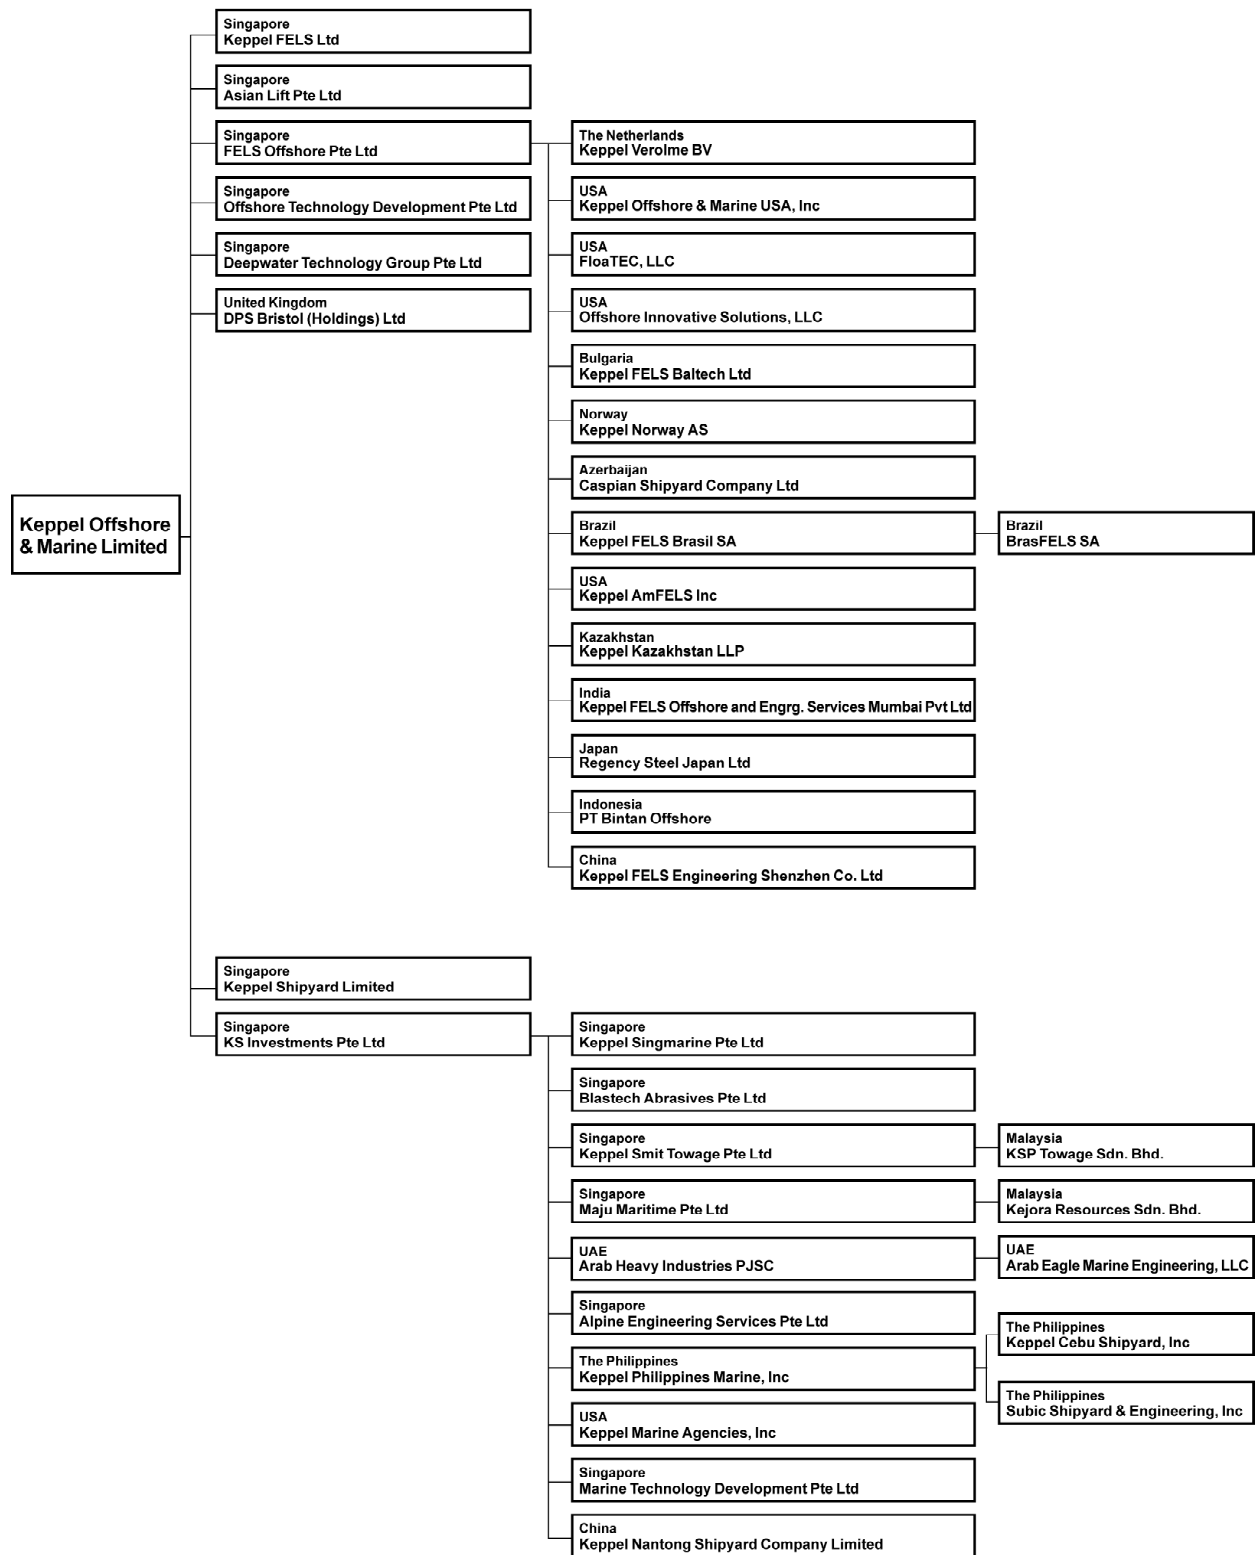 Singapore
Keppel FELS Ltd
Singapore
Asian Lift Pte Ltd
Singapore
FELS Offshore Pte Ltd
The Netherlands
Keppel Verolme BV
Singapore
Offshore Technology Development Pte Ltd
USA
Keppel Offshore & Marine USA, Inc
Singapore
Deepwater Technology Group Pte Ltd
USA
FloaTEC, LLC
United Kingdom
DPS Bristol (Holdings) Ltd
USA
Offshore Innovative Solutions, LLC
Bulgaria
Keppel FELS Baltech Ltd
Norway
Keppel Norway AS
Azerbaijan
Caspian Shipyard Company Ltd
Keppel Offshore
& Marine Limited
Brazil
Keppel FELS Brasil SA
Brazil
BrasFELS SA
USA
Keppel AmFELS Inc
Kazakhstan
Keppel Kazakhstan LLP
India
Keppel FELS Offshore and Engrg. Services Mumbai Pvt Ltd
Japan
Regency Steel Japan Ltd
Indonesia
PT Bintan Offshore
China
Keppel FELS Engineering Shenzhen Co. Ltd
Singapore
Keppel Shipyard Limited
Singapore
KS Investments Pte Ltd
Singapore
Keppel Singmarine Pte Ltd
Singapore
Blastech Abrasives Pte Ltd
Singapore
Keppel Smit Towage Pte Ltd
Malaysia
KSP Towage Sdn. Bhd.
Singapore
Maju Maritime Pte Ltd
Malaysia
Kejora Resources Sdn. Bhd.
UAE
Arab Heavy Industries PJSC
UAE
Arab Eagle Marine Engineering, LLC
Singapore
Alpine Engineering Services Pte Ltd
The Philippines
Keppel Cebu Shipyard, Inc
The Philippines
Keppel Philippines Marine, Inc
The Philippines
Subic Shipyard & Engineering, Inc
USA
Keppel Marine Agencies, Inc
Singapore
Marine Technology Development Pte Ltd
China
Keppel Nantong Shipyard Company Limited